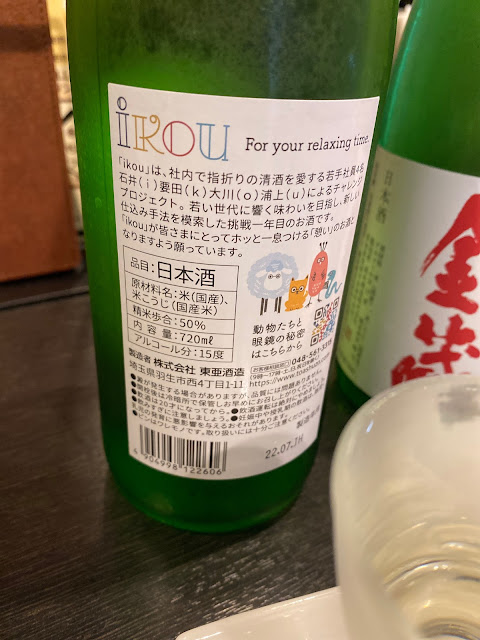 ikou For your relaxing time.
「ikou」は、社内で指折りの清酒を愛する若手社員4名
石井(i)要田(k)大川(o)浦上(u)によるチャレンジ
プロジェクト。若い世代に響く味わいを目指し、新しい
仕込み手法を模索した挑戦一年目のお酒です。
「ikou」が皆さまにとってホッと一息つける「憩い」のお酒と
なりますよう願っています。
品目:日本酒
原材料名:米(国産)、
米こうじ(国産米)
精米歩合:50%
内 容 量:720ml
アルコール分:15度
動物たちと
眼鏡の秘密
はこちらから
製造者 株式会社 東亜酒造
埼玉県羽生市西4丁目1-11
22.07.JH
4 904998 122606
日本酒